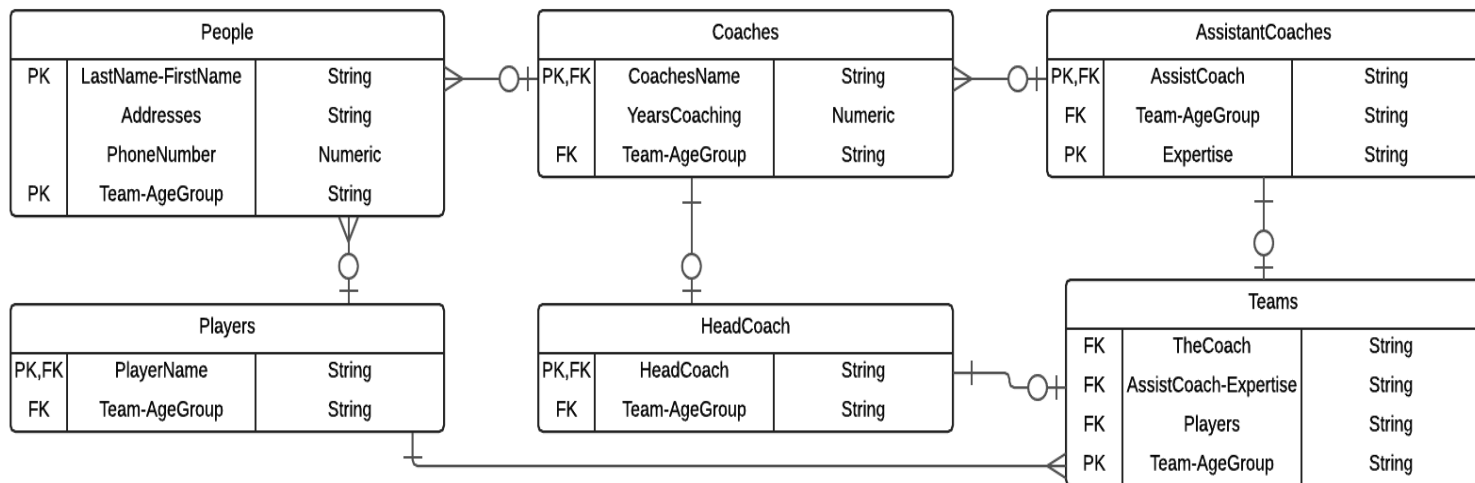 People
PK LastName-FirstName String
Addresses String
PhoneNumber Numeric
PK Team-AgeGroup String
Coaches
PK,FK CoachesName String
YearsCoaching Numeric
FK Team-AgeGroup String
AssistantCoaches
PK,FK AssistCoach String
FK Team-AgeGroup String
PK Expertise String
Players
PK,FK PlayerName String
FK Team-AgeGroup String
HeadCoach
PK,FK HeadCoach String
FK Team-AgeGroup String
Teams
FK TheCoach String
FK AssistCoach-Expertise String
FK Players String
PK Team-AgeGroup String